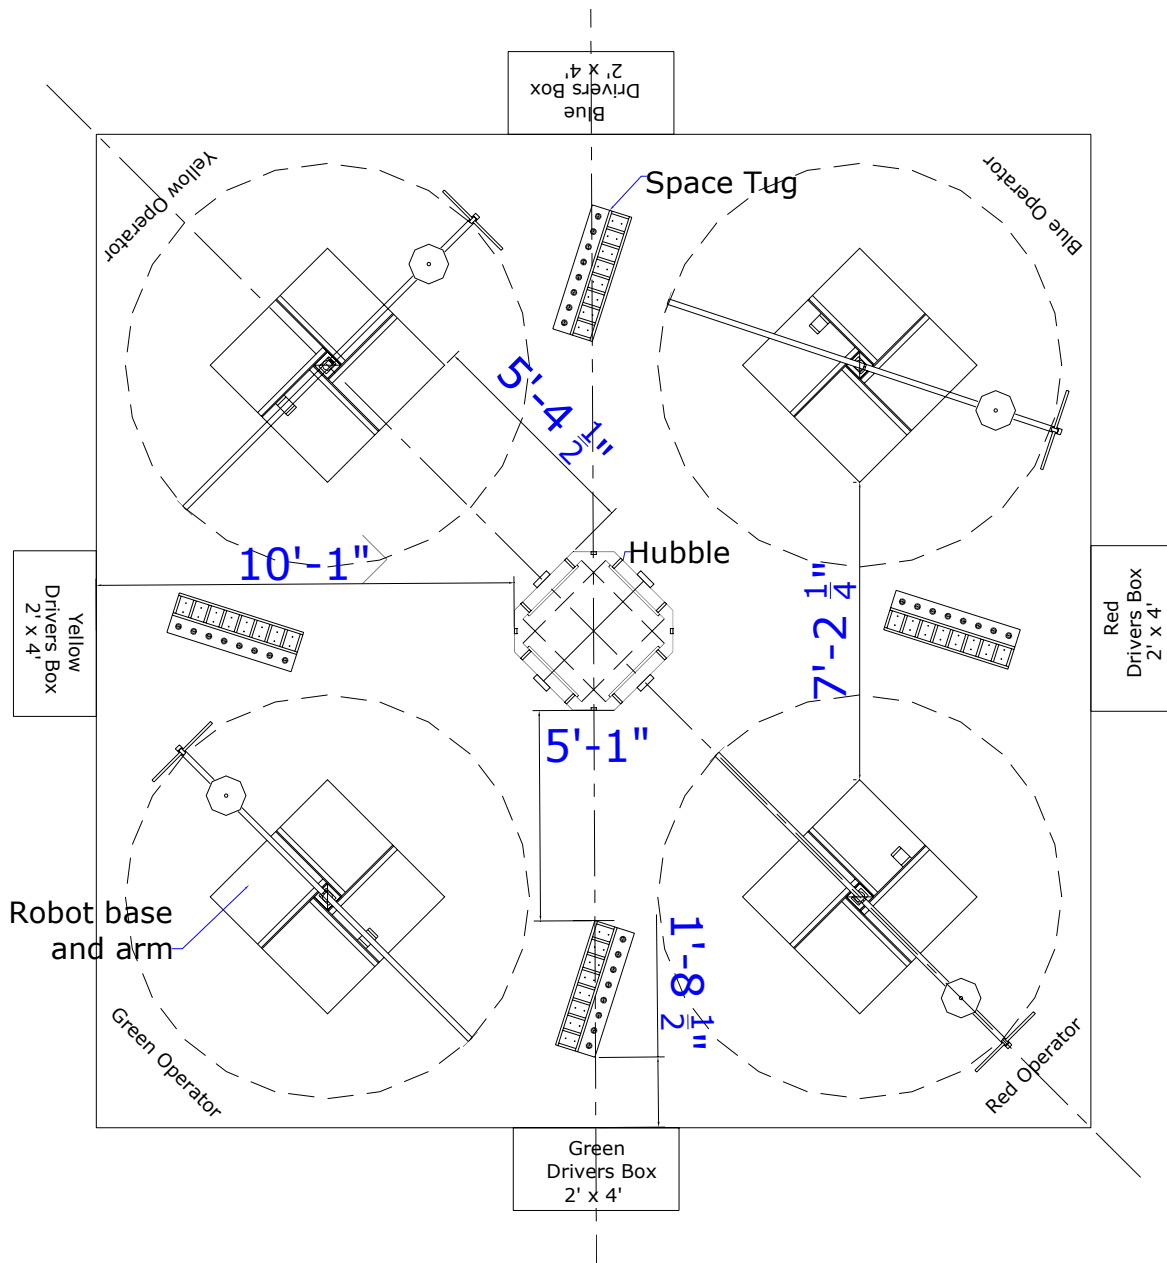 Blue
Drivers Box
2' x 4'
Yellow Operator
Space Tug
Blue Operator
5'-4 1/2"
10'-1"
Hubble
7'-2 1/4"
Yellow
Drivers Box
2' x 4'
Red
Drivers Box
2' x 4'
5'-1"
Robot base
and arm
1'-8 1/2"
Green Operator
Red Operator
Green
Drivers Box
2' x 4'